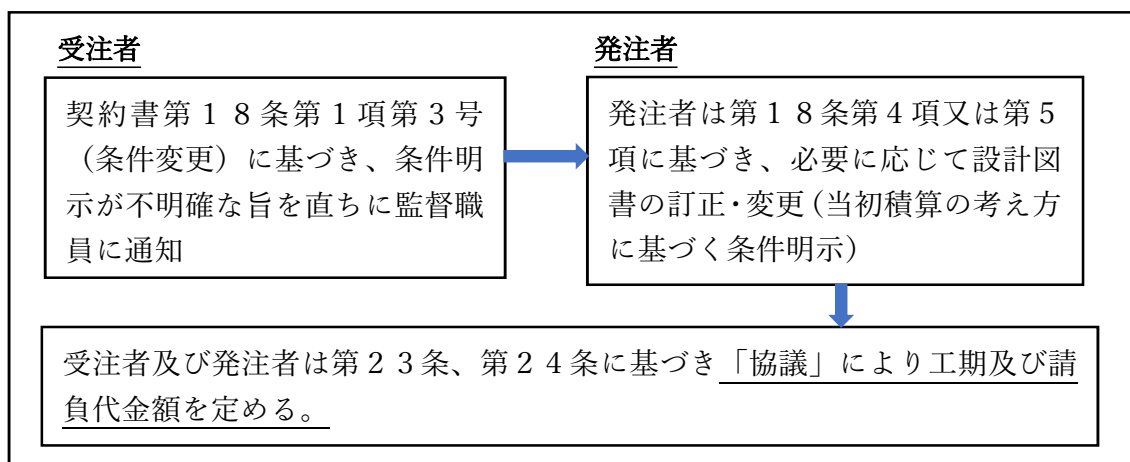 受注者
契約書第１８条第１項第３号
（条件変更）に基づき、条件明
示が不明確な旨を直ちに監督職
員に通知
発注者
発注者は第１８条第４項又は第５
項に基づき、必要に応じて設計図
書の訂正・変更（当初積算の考え方
に基づく条件明示）
受注者及び発注者は第２３条、第２４条に基づき「協議」により工期及び請
負代金額を定める。